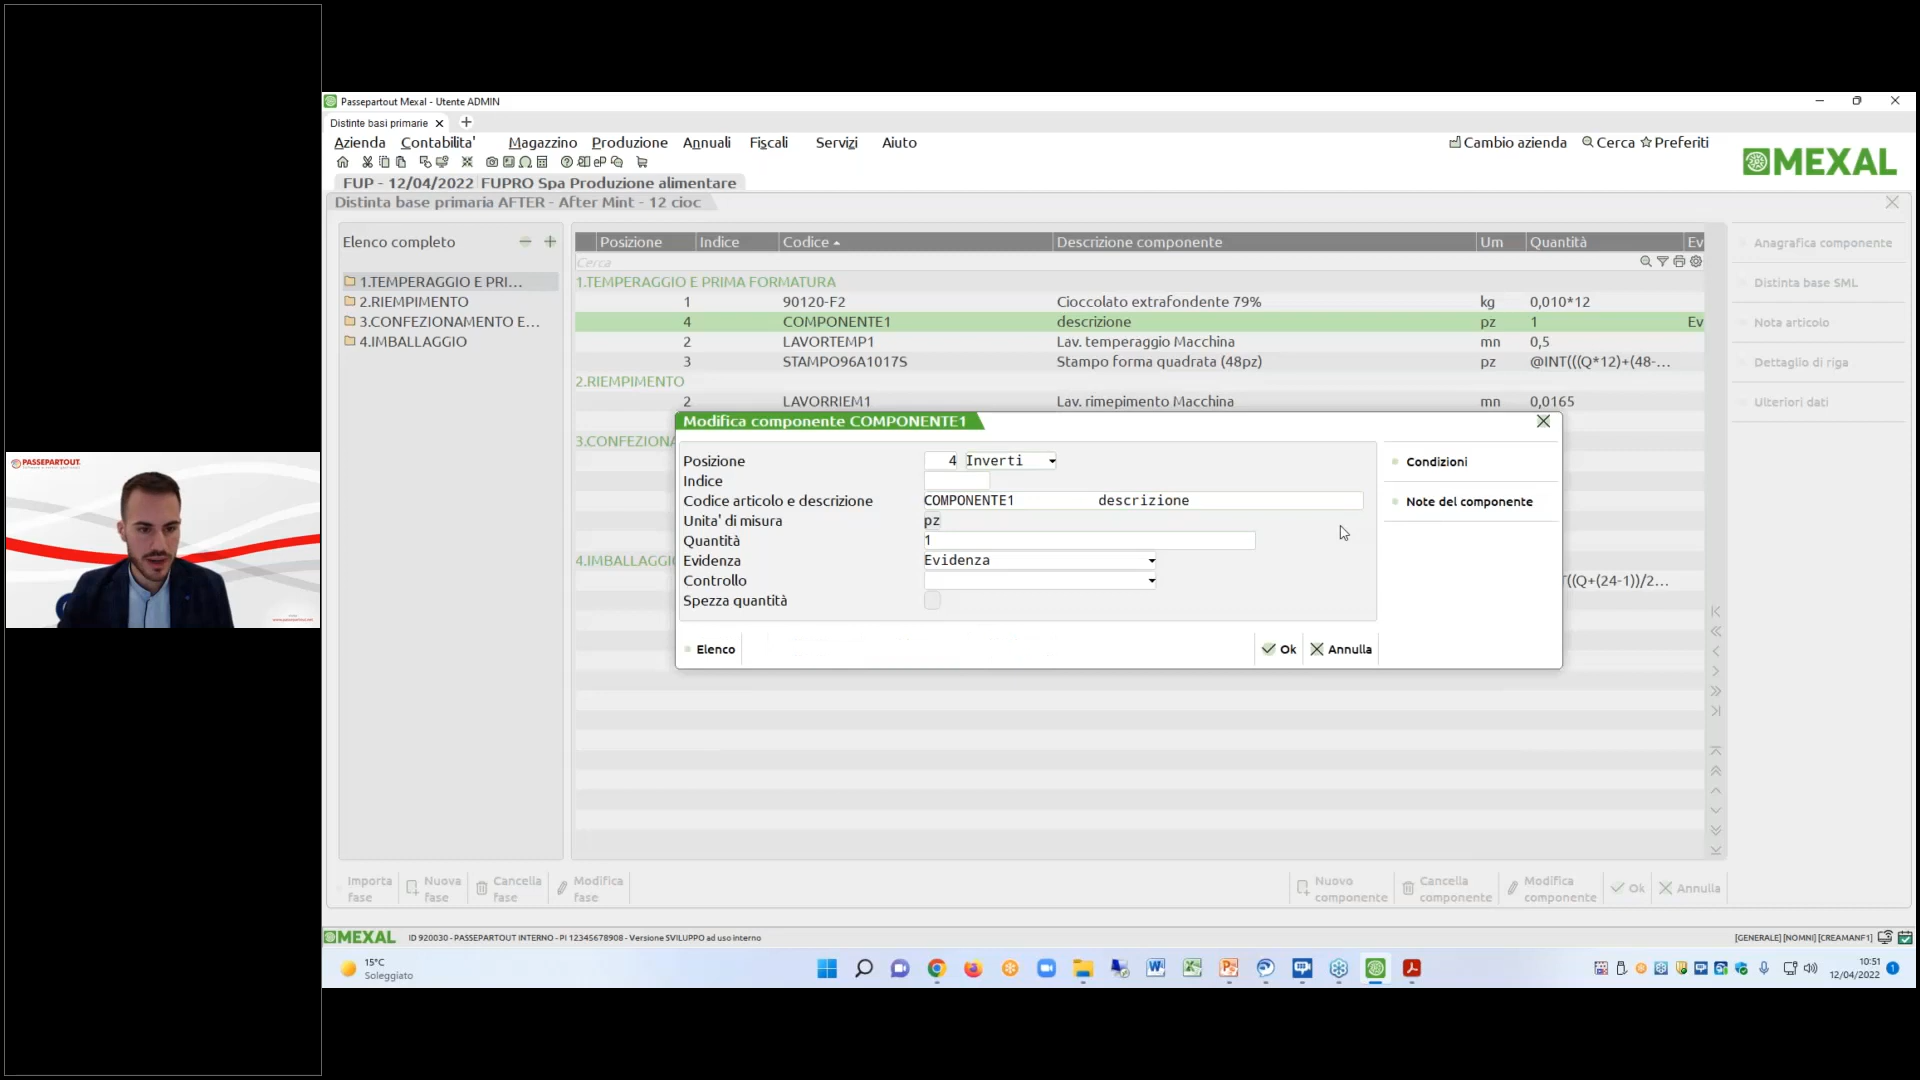 Passepartout Mexal - Utente ADMIN
Distinte basi primarie
Azienda Contabilita' Magazzino Produzione Annuali Fiscali Servizi Aiuto
Cambio azienda Cerca Preferiti
MEXAL
FUP - 12/04/2022 FUPRO Spa Produzione alimentare
Distinta base primaria AFTER - After Mint - 12 cioc
Elenco completo
1.TEMPERAGGIO E PRI...
2.RIEMPIMENTO
3.CONFEZIONAMENTO E...
4.IMBALLAGGIO
Posizione Indice Codice Descrizione componente Um Quantità Ev
Cerca
1.TEMPERAGGIO E PRIMA FORMATURA
1 90120-F2 Cioccolato extrafondente 79% kg 0,010*12
4 COMPONENTE1 descrizione pz 1 Ev
2 LAVORTEMP1 Lav. temperaggio Macchina mn 0,5
3 STAMPO96A1017S Stampo forma quadrata (48pz) pz @INT(((Q*12)+(48-...
2.RIEMPIMENTO
2 LAVORRIEM1 Lav. rimepimento Macchina mn 0,0165
3.CONFEZIONA
4.IMBALLAGGI
T((Q+(24-1))/2...
Modifica componente COMPONENTE1
Posizione 4 Inverti
Indice
Codice articolo e descrizione COMPONENTE1 descrizione
Unita' di misura pz
Quantità 1
Evidenza Evidenza
Controllo
Spezza quantità
Elenco Ok Annulla
Condizioni
Note del componente
Anagrafica componente
Distinta base SML
Nota articolo
Dettaglio di riga
Ulteriori dati
Importa fase
Nuova fase
Cancella fase
Modifica fase
Nuovo componente
Cancella componente
Modifica componente
Ok Annulla
MEXAL ID 920030 - PASSEPARTOUT INTERNO - PI 12345678908 - Versione SVILUPPO ad uso interno
[GENERALE] [NOMNI] [CREAMANF1]
15°C
Soleggiato
10:51
12/04/2022
1
PASSEPARTOUT